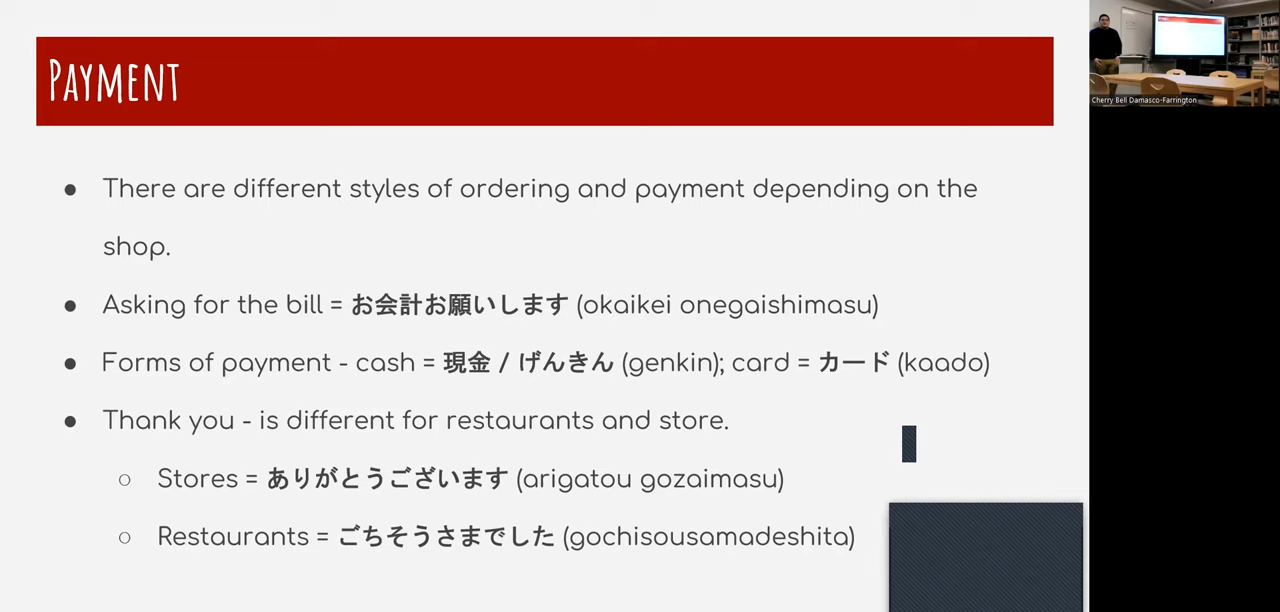 PAYMENT
● There are different styles of ordering and payment depending on the
shop.
● Asking for the bill = お会計お願いします (okaikei onegaishimasu)
● Forms of payment - cash = 現金 / げんきん (genkin); card = カード (kaado)
● Thank you - is different for restaurants and store.
○ Stores = ありがとうございます (arigatou gozaimasu)
○ Restaurants = ごちそうさまでした (gochisousamadeshita)
Cherry Bell Damasco-Farrington